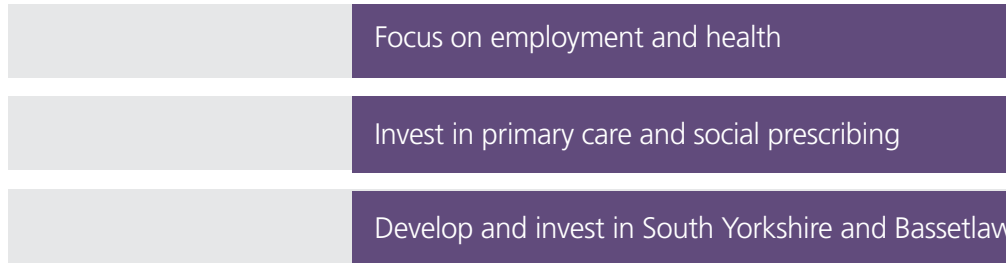 Focus on employment and health
Invest in primary care and social prescribing
Develop and invest in South Yorkshire and Bassetlaw